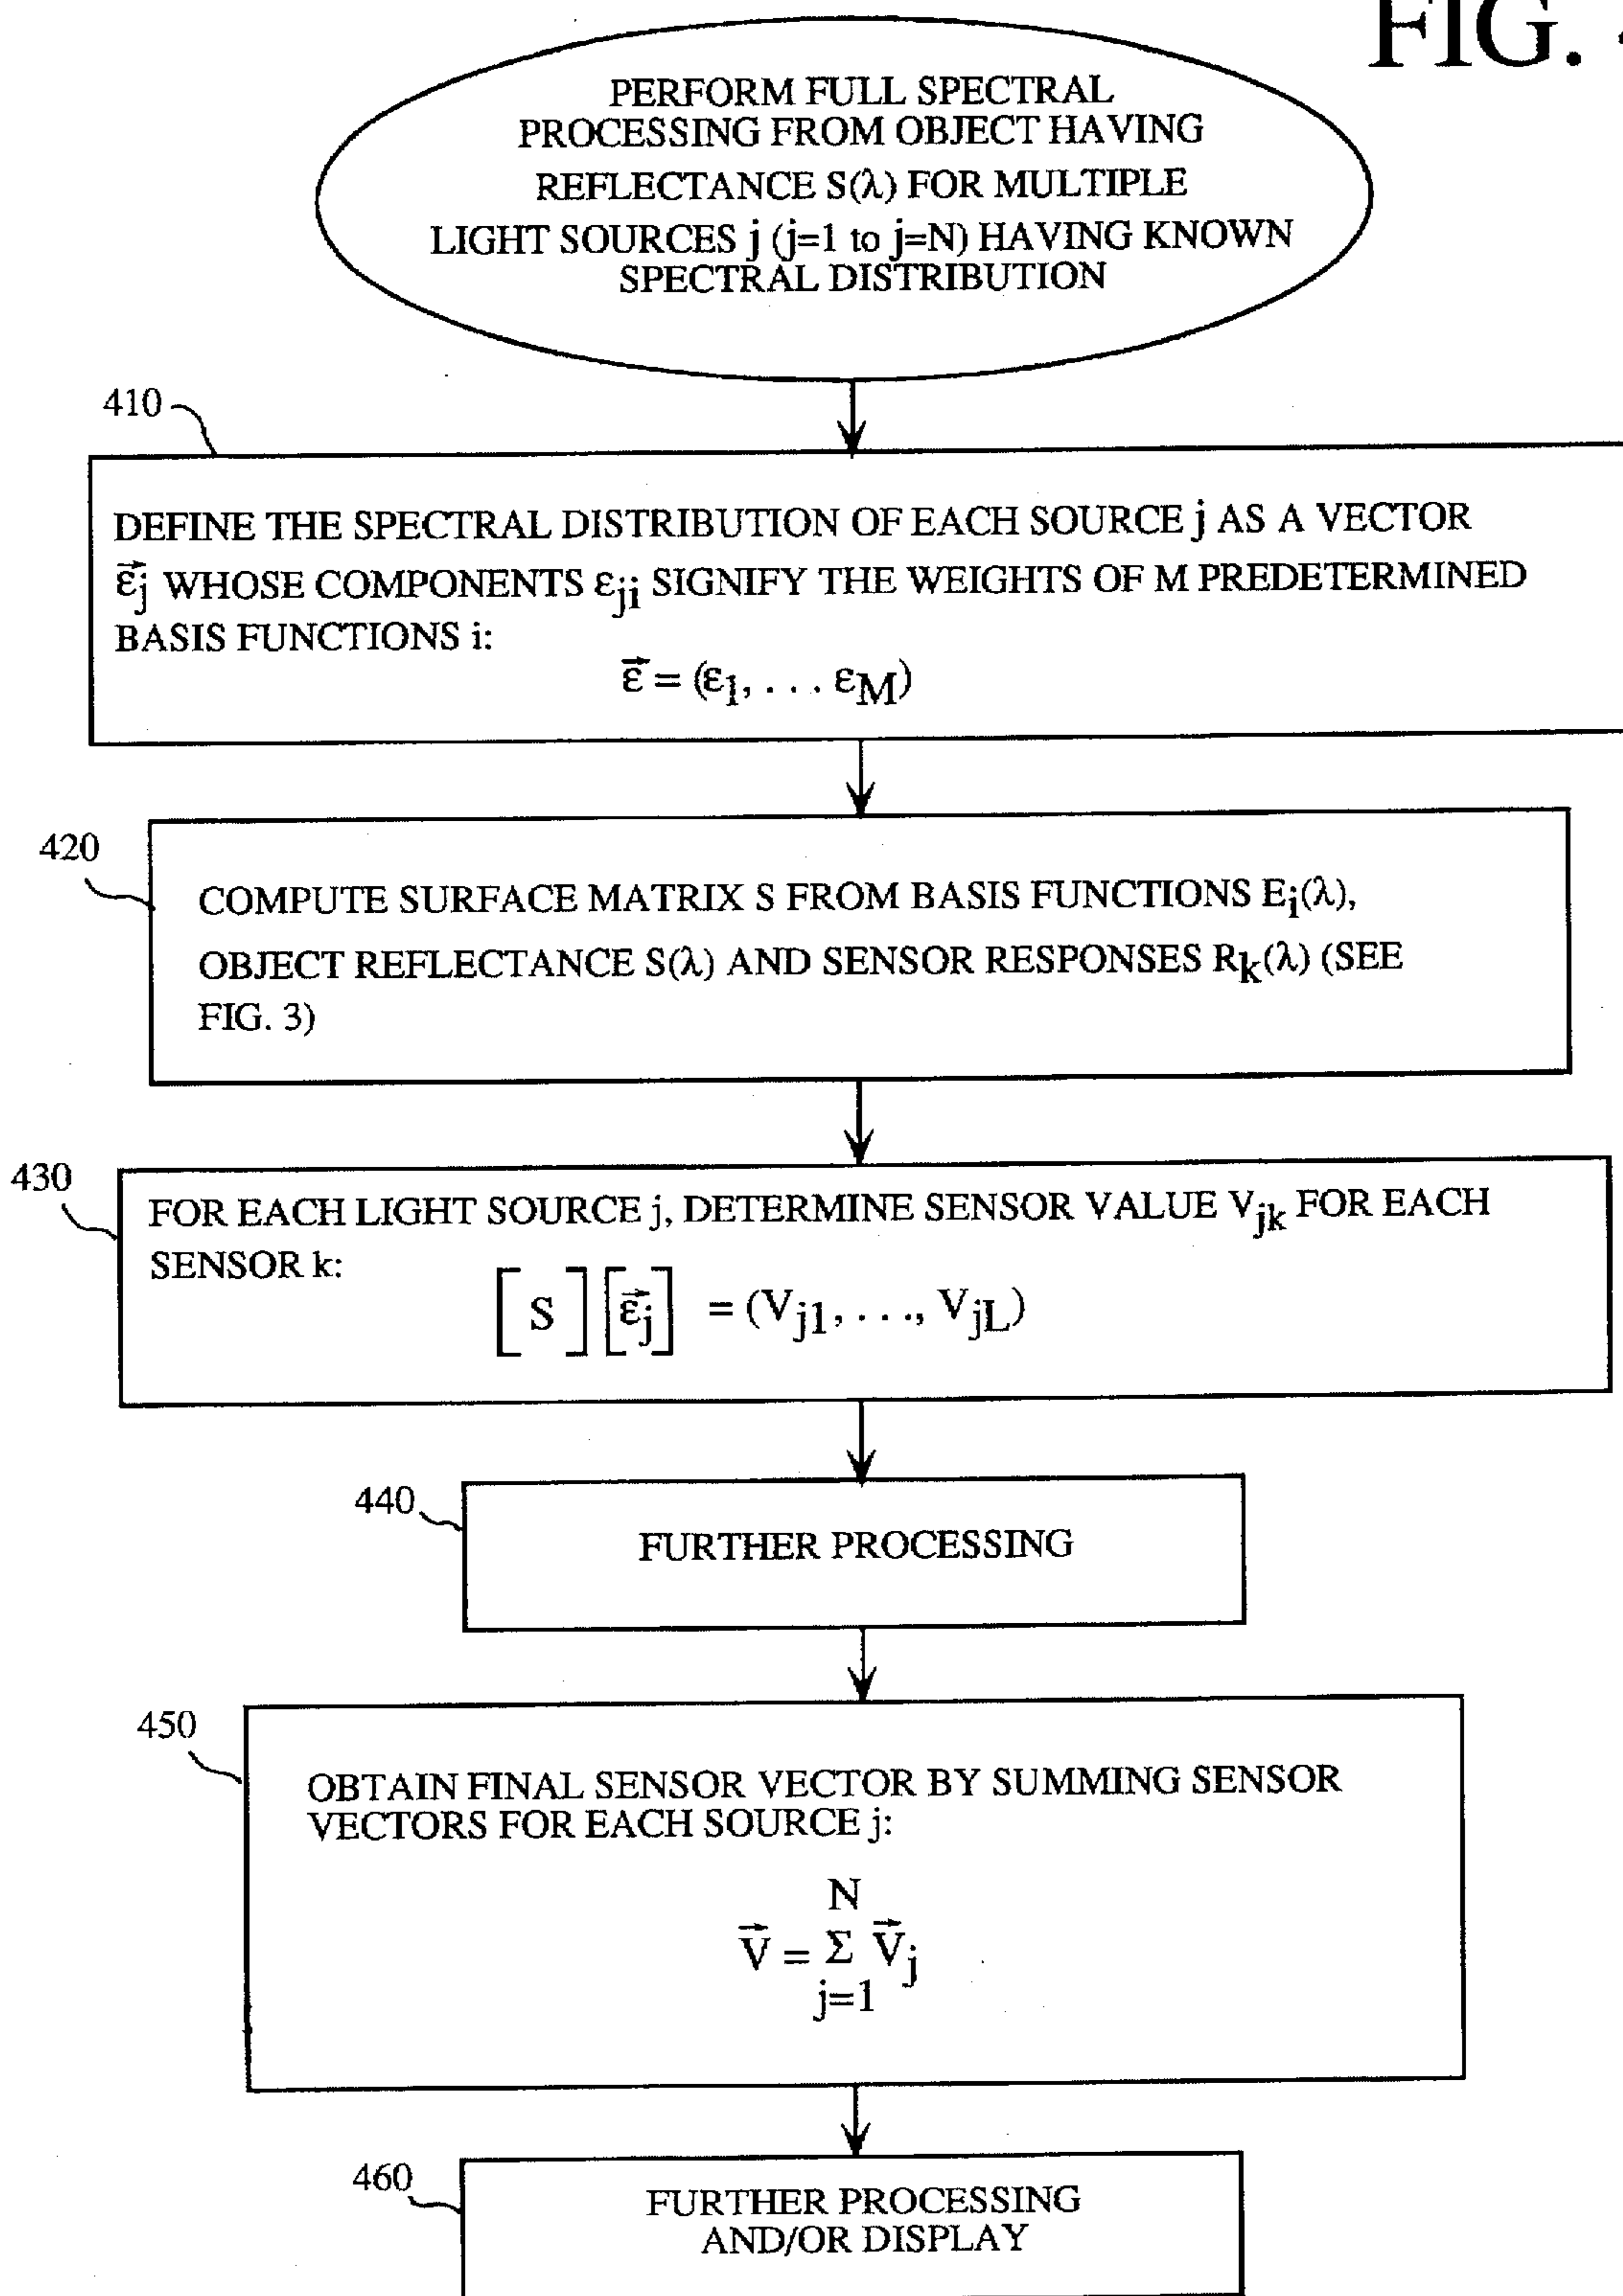 FIG.
PERFORM FULL SPECTRAL
PROCESSING FROM OBJECT HAVING
REFLECTANCE S(λ) FOR MULTIPLE
LIGHT SOURCES j (j=1 to j=N) HAVING KNOWN
SPECTRAL DISTRIBUTION
410
DEFINE THE SPECTRAL DISTRIBUTION OF EACH SOURCE j AS A VECTOR
ε⃗j WHOSE COMPONENTS εji SIGNIFY THE WEIGHTS OF M PREDETERMINED
BASIS FUNCTIONS i:
ε⃗ = (ε1, . . . εM)
420
COMPUTE SURFACE MATRIX S FROM BASIS FUNCTIONS Ei(λ),
OBJECT REFLECTANCE S(λ) AND SENSOR RESPONSES Rk(λ) (SEE
FIG. 3)
430
FOR EACH LIGHT SOURCE j, DETERMINE SENSOR VALUE Vjk FOR EACH
SENSOR k:
[ S ] [ε⃗j] = (Vj1, . . ., VjL)
440
FURTHER PROCESSING
450
OBTAIN FINAL SENSOR VECTOR BY SUMMING SENSOR
VECTORS FOR EACH SOURCE j:
N
V⃗ = Σ V⃗j
j=1
460
FURTHER PROCESSING
AND/OR DISPLAY